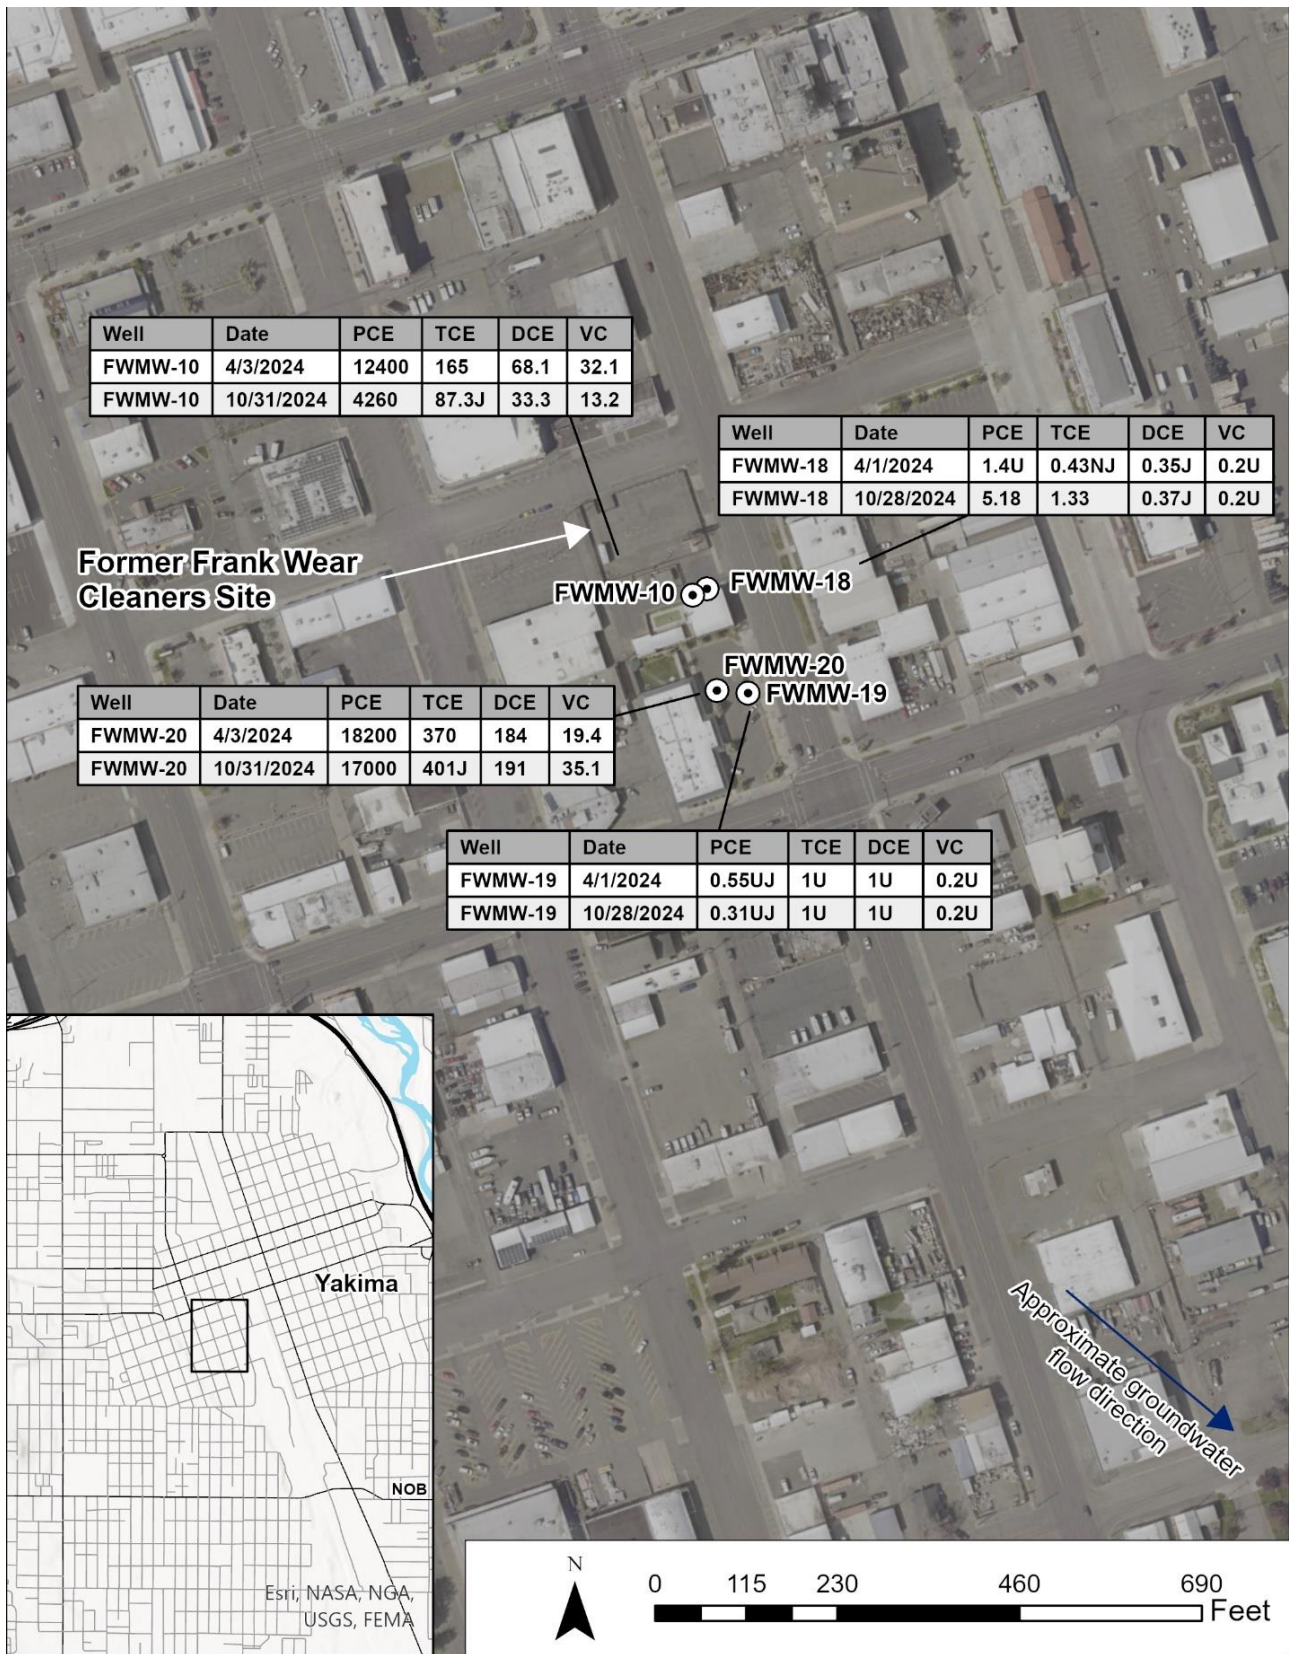 Well Date PCE TCE DCE VC
FWMW-10 4/3/2024 12400 165 68.1 32.1
FWMW-10 10/31/2024 4260 87.3J 33.3 13.2
Well Date PCE TCE DCE VC
FWMW-18 4/1/2024 1.4U 0.43NJ 0.35J 0.2U
FWMW-18 10/28/2024 5.18 1.33 0.37J 0.2U
Former Frank Wear
Cleaners Site
FWMW-10
FWMW-18
FWMW-20
FWMW-19
Well Date PCE TCE DCE VC
FWMW-20 4/3/2024 18200 370 184 19.4
FWMW-20 10/31/2024 17000 401J 191 35.1
Well Date PCE TCE DCE VC
FWMW-19 4/1/2024 0.55UJ 1U 1U 0.2U
FWMW-19 10/28/2024 0.31UJ 1U 1U 0.2U
Yakima
NOB
Esri, NASA, NGA,
USGS, FEMA
Approximate groundwater
flow direction
N
0 115 230 460 690
Feet